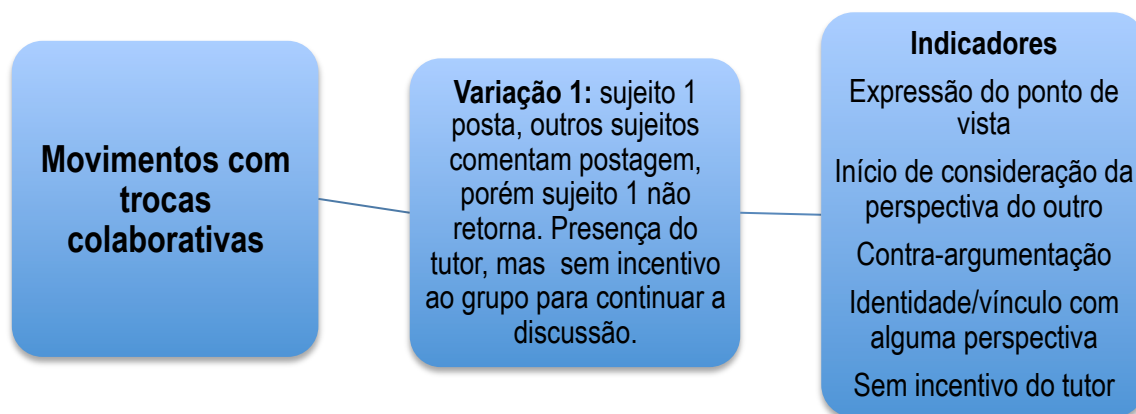 Movimentos com
trocas
colaborativas
Variação 1: sujeito 1
posta, outros sujeitos
comentam postagem,
porém sujeito 1 não
retorna. Presença do
tutor, mas sem incentivo
ao grupo para continuar a
discussão.
Indicadores
Expressão do ponto de
vista
Início de consideração da
perspectiva do outro
Contra-argumentação
Identidade/vínculo com
alguma perspectiva
Sem incentivo do tutor